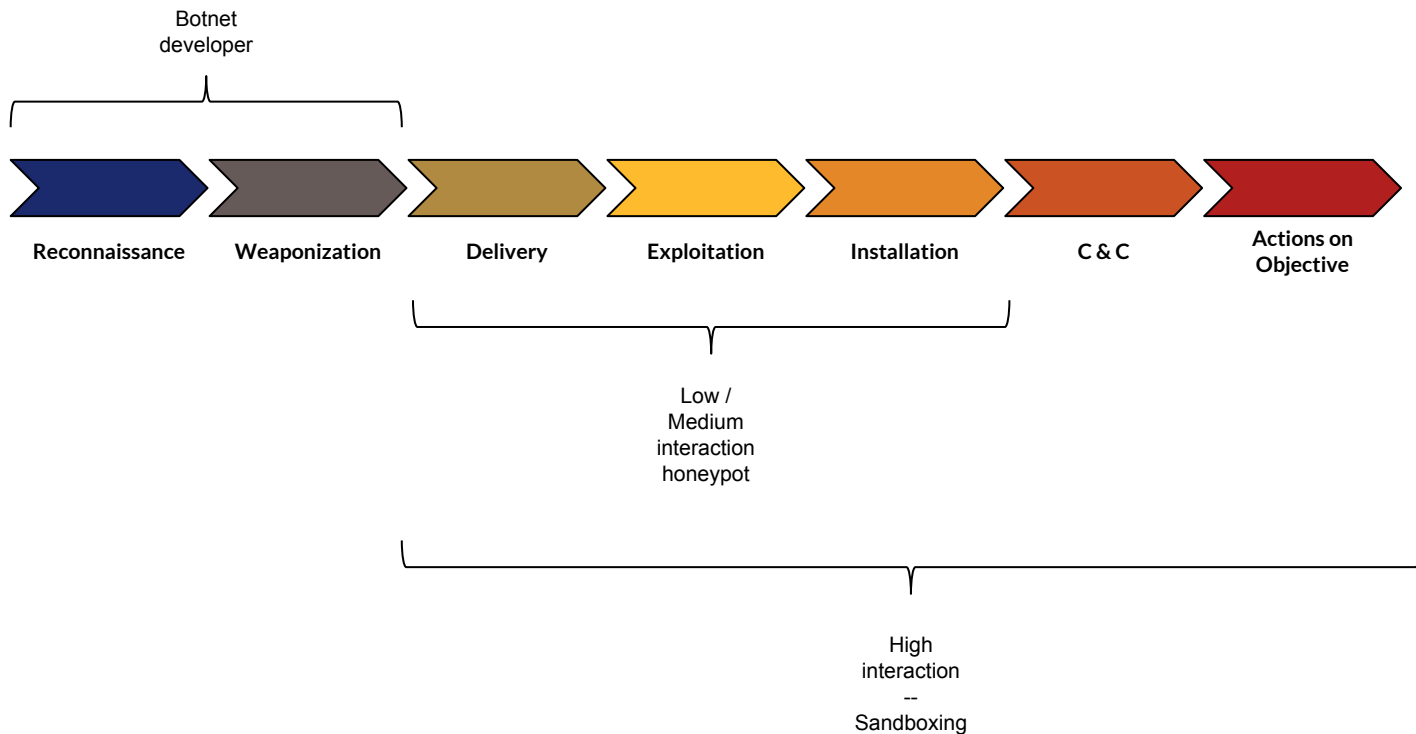 Botnet
developer
Reconnaissance
Weaponization
Delivery
Exploitation
Installation
C & C
Actions on
Objective
Low /
Medium
interaction
honeypot
High
interaction
--
Sandboxing